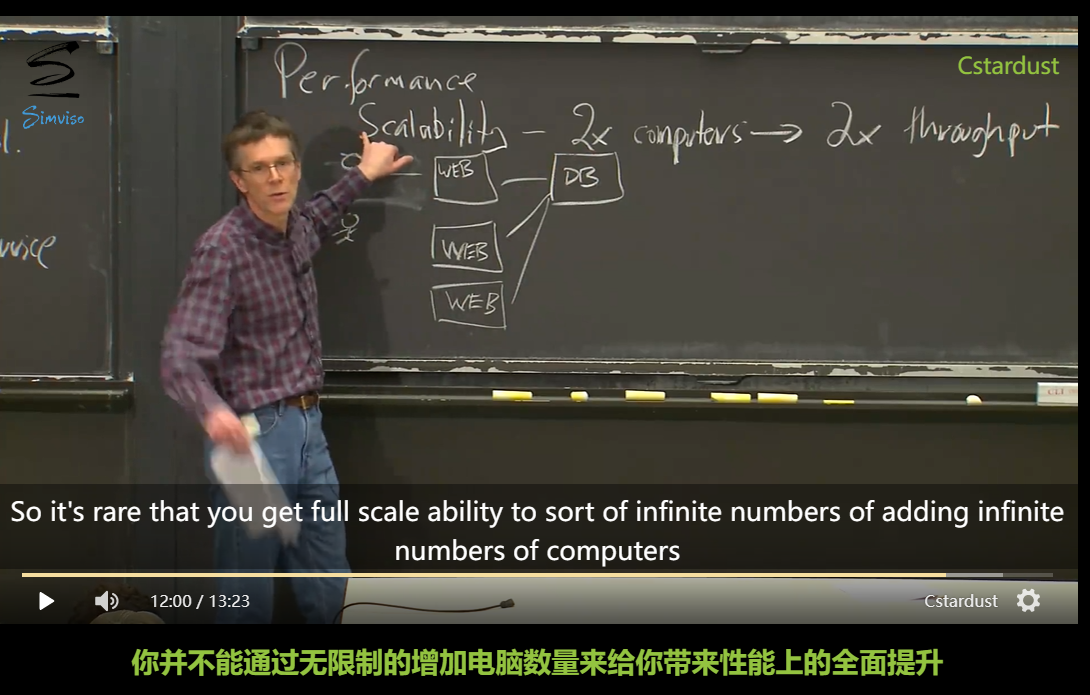 Performance
Cstardust
Simviso
Scalability – 2x computers → 2x throughput
WEB
DB
WEB
WEB
So it's rare that you get full scale ability to sort of infinite numbers of adding infinite
numbers of computers
12:00 / 13:23
Cstardust
你并不能通过无限制的增加电脑数量来给你带来性能上的全面提升